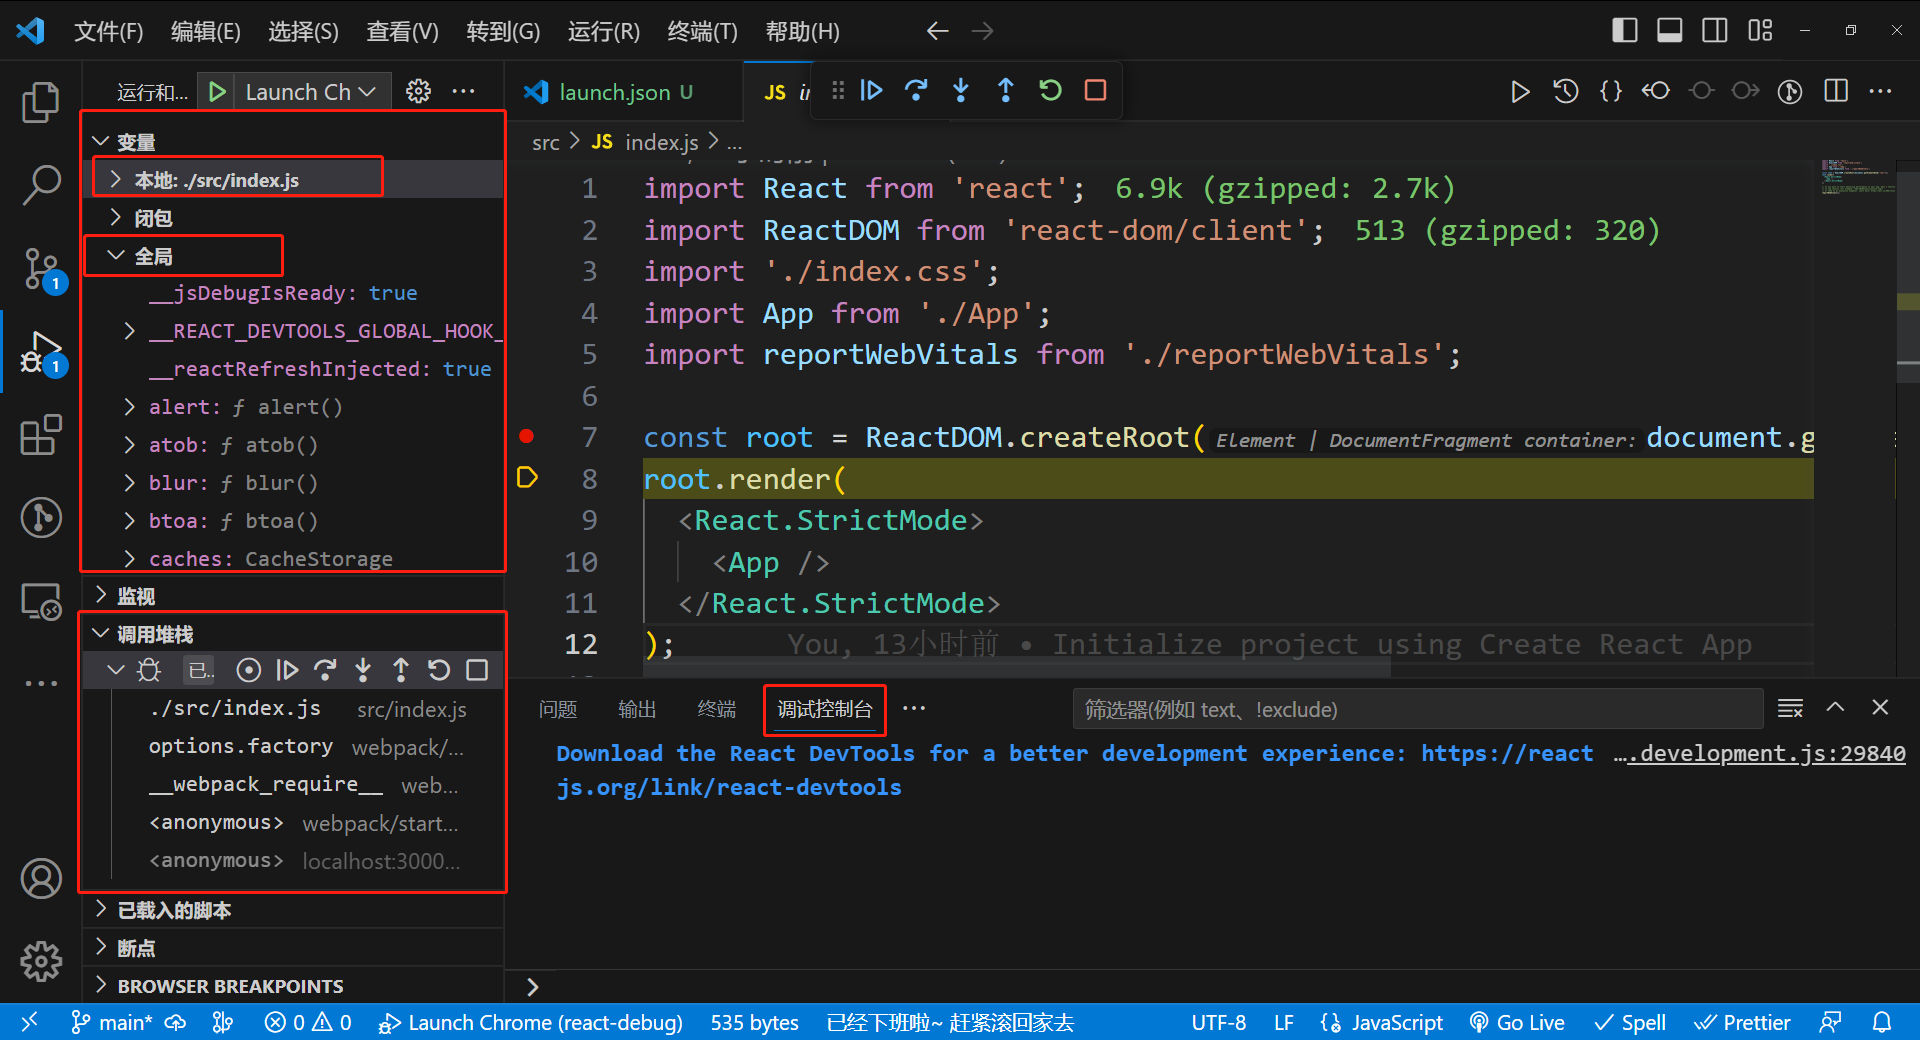 文件(F) 编辑(E) 选择(S) 查看(V) 转到(G) 运行(R) 终端(T) 帮助(H)
运行和... Launch Ch
变量
本地: ./src/index.js
闭包
全局
__jsDebugIsReady: true
__REACT_DEVTOOLS_GLOBAL_HOOK_
__reactRefreshInjected: true
alert: ƒ alert()
atob: ƒ atob()
blur: ƒ blur()
btoa: ƒ btoa()
caches: CacheStorage
监视
调用堆栈
已..
./src/index.js src/index.js
options.factory webpack/...
__webpack_require__ web...
<anonymous> webpack/start...
<anonymous> localhost:3000...
已载入的脚本
断点
BROWSER BREAKPOINTS
1
1
launch.json U
JS
src > JS index.js > ...
1 import React from 'react'; 6.9k (gzipped: 2.7k)
2 import ReactDOM from 'react-dom/client'; 513 (gzipped: 320)
3 import './index.css';
4 import App from './App';
5 import reportWebVitals from './reportWebVitals';
6
7 const root = ReactDOM.createRoot(Element | DocumentFragment container: document.g
8 root.render(
9 <React.StrictMode>
10 <App />
11 </React.StrictMode>
12 ); You, 13小时前 • Initialize project using Create React App
问题 输出 终端 调试控制台 ... 筛选器(例如 text、!exclude)
Download the React DevTools for a better development experience: https://react ….development.js:29840
js.org/link/react-devtools
main* 0 0 Launch Chrome (react-debug) 535 bytes 已经下班啦~ 赶紧滚回家去 UTF-8 LF JavaScript Go Live Spell Prettier